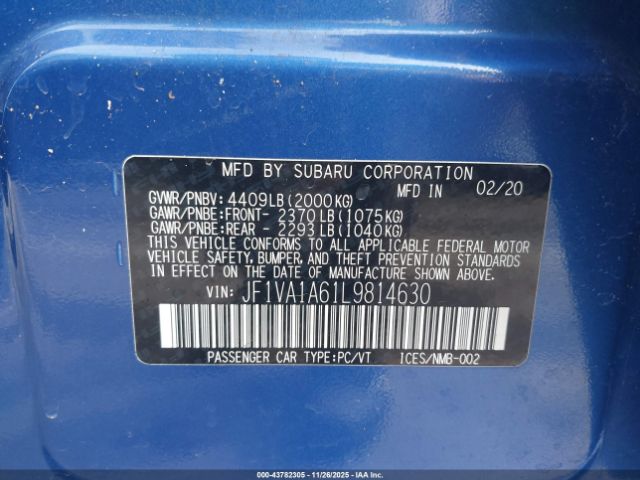 MFD BY SUBARU CORPORATION
MFD IN 02/20
GVWR/PNBV: 4409LB(2000KG)
GAWR/PNBE:FRONT- 2370LB(1075KG)
GAWR/PNBE:REAR - 2293LB(1040KG)
THIS VEHICLE CONFORMS TO ALL APPLICABLE FEDERAL MOTOR
VEHICLE SAFETY, BUMPER, AND THEFT PREVENTION STANDARDS
IN EFFECT ON THE DATE OF MANUFACTURE SHOWN ABOVE.
VIN: JF1VA1A61L9814630
PASSENGER CAR TYPE:PC/VT ICES/NMB-002
000-43782305 - 11/26/2025 - IAAI.COM